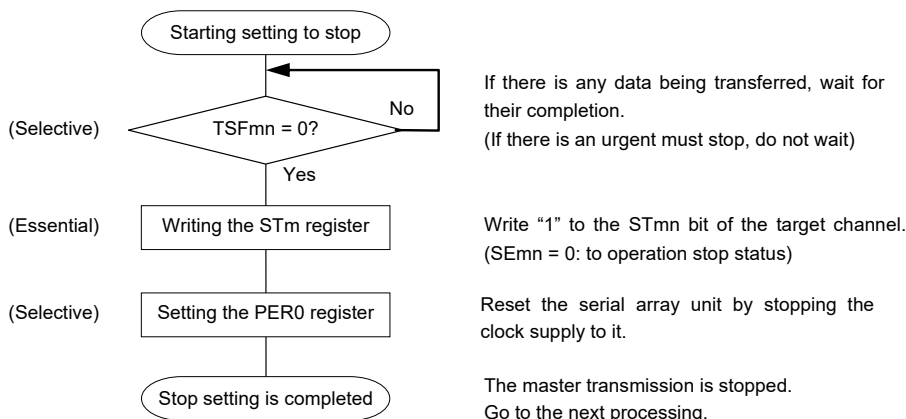 Starting setting to stop
If there is any data being transferred, wait for
their completion.
(If there is an urgent must stop, do not wait)
(Selective)
TSFmn = 0?
No
Yes
(Essential)
Writing the STm register
Write “1” to the STmn bit of the target channel.
(SEmn = 0: to operation stop status)
(Selective)
Setting the PER0 register
Reset the serial array unit by stopping the
clock supply to it.
Stop setting is completed
The master transmission is stopped.
Go to the next processing.